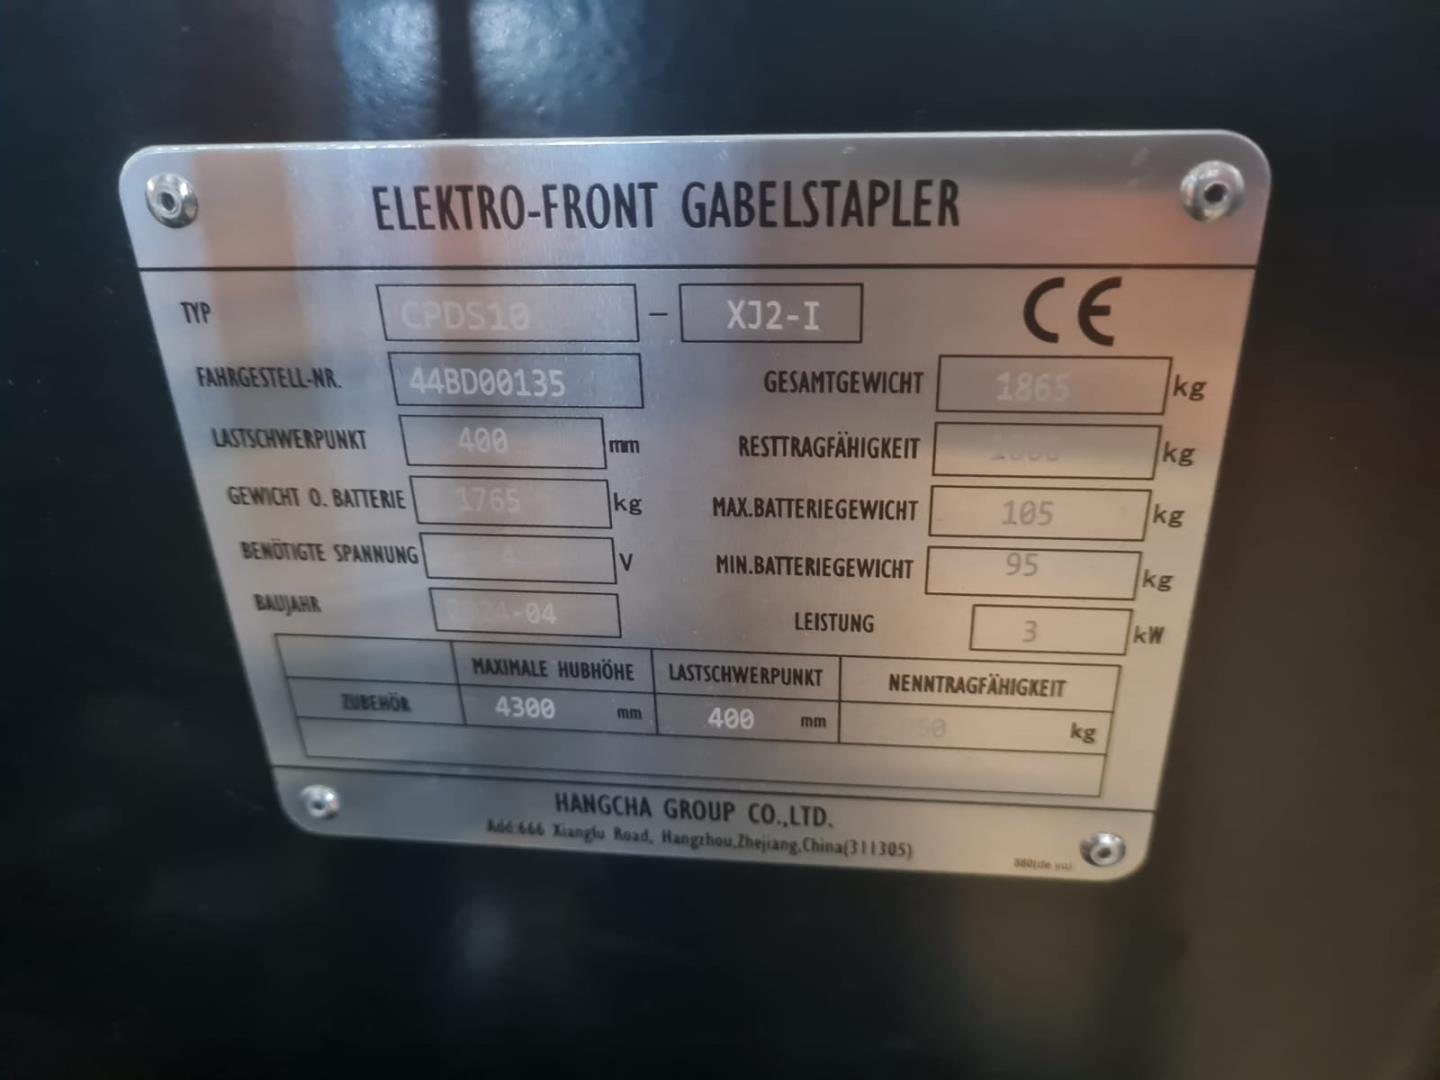 ELEKTRO-FRONT GABELSTAPLER
TYP CPDS10 - XJ2-I CE
FAHRGESTELL-NR. 44BD00135 GESAMTGEWICHT 1865 kg
LASTSCHWERPUNKT 400 mm RESTTRAGFÄHIGKEIT 1000 kg
GEWICHT O. BATTERIE 1765 kg MAX.BATTERIEGEWICHT 105 kg
BENÖTIGTE SPANNUNG V MIN.BATTERIEGEWICHT 95 kg
BAUJAHR 2024-04 LEISTUNG 3 kW
MAXIMALE HUBHÖHE LASTSCHWERPUNKT NENNTRAGFÄHIGKEIT
ZUBEHÖR 4300 mm 400 mm kg
HANGCHA GROUP CO.,LTD.
Add:666 Xianglu Road, Hangzhou,Zhejiang,China(311305)